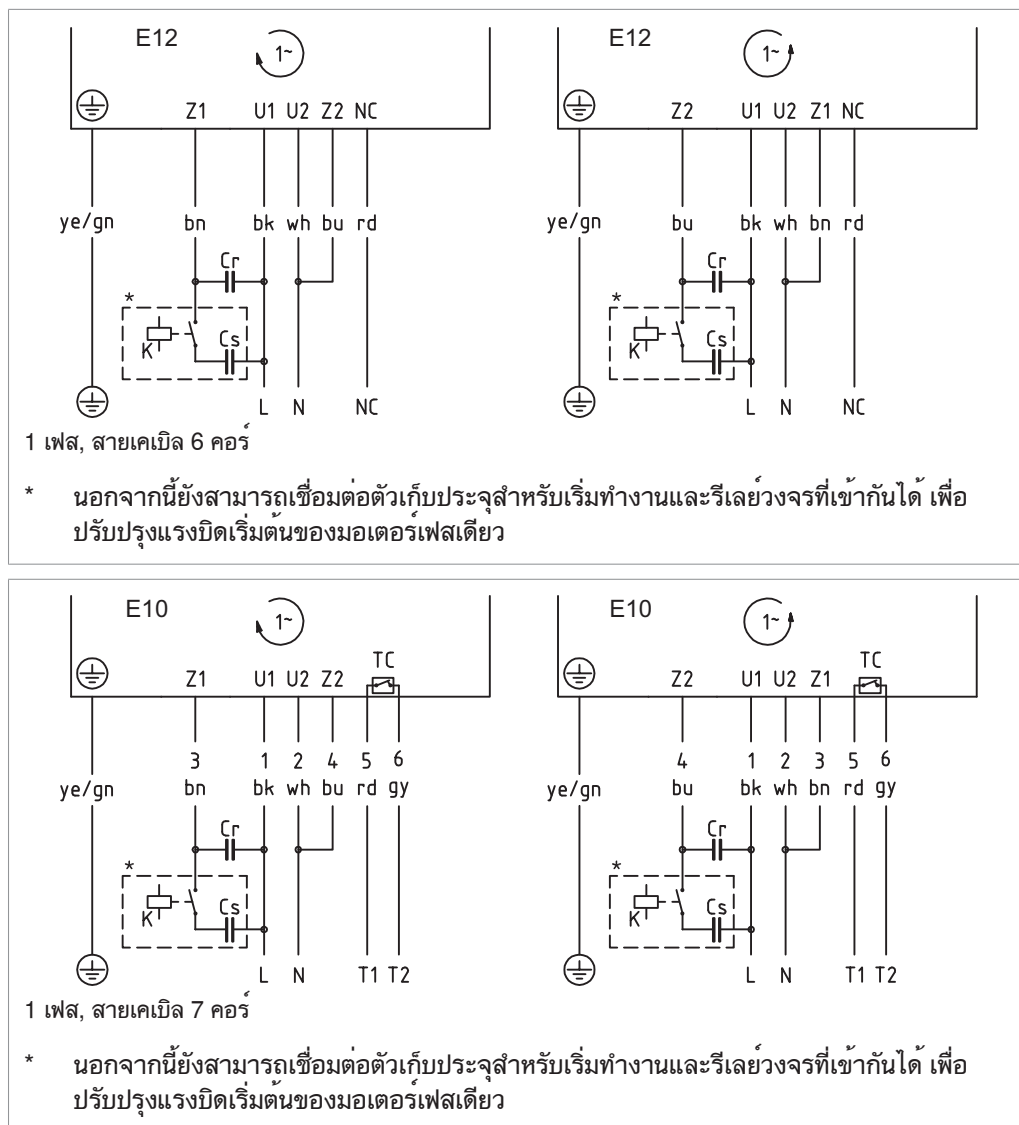 E12 1~ E12 1~
Z1 U1 U2 Z2 NC Z2 U1 U2 Z1 NC
ye/gn bn bk wh bu rd ye/gn bu bk wh bn rd
Cr Cr
* *
K Cs K Cs
L N NC L N NC
1 เฟส, สายเคเบิล 6 คอร์
* นอกจากนี้ยังสามารถเชื่อมต่อตัวเก็บประจุสำหรับเริ่มทำงานและรีเลย์วงจรที่เข้ากันได้ เพื่อ
ปรับปรุงแรงบิดเริ่มต้นของมอเตอร์เฟสเดียว
E10 1~ E10 1~
TC TC
Z1 U1 U2 Z2 Z2 U1 U2 Z1
3 1 2 4 5 6 4 1 2 3 5 6
ye/gn bn bk wh bu rd gy ye/gn bu bk wh bn rd gy
Cr Cr
* *
K Cs K Cs
L N T1 T2 L N T1 T2
1 เฟส, สายเคเบิล 7 คอร์
* นอกจากนี้ยังสามารถเชื่อมต่อตัวเก็บประจุสำหรับเริ่มทำงานและรีเลย์วงจรที่เข้ากันได้ เพื่อ
ปรับปรุงแรงบิดเริ่มต้นของมอเตอร์เฟสเดียว